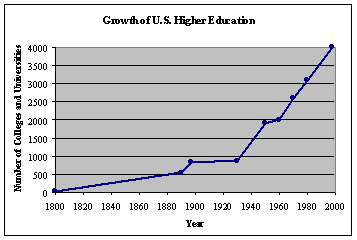 Growth of U.S. Higher Education
Number of Colleges and Universities
4000
3500
3000
2500
2000
1500
1000
500
0
1800 1820 1840 1860 1880 1900 1920 1940 1960 1980 2000
Year